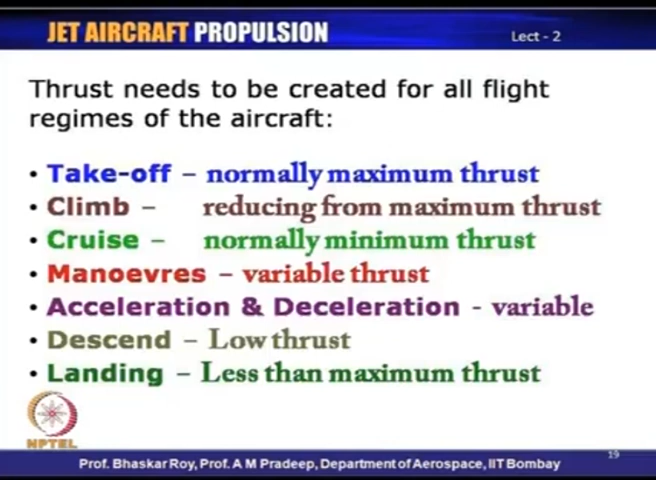 JET AIRCRAFT PROPULSION
Lect - 2
Thrust needs to be created for all flight
regimes of the aircraft:
• Take-off – normally maximum thrust
• Climb – reducing from maximum thrust
• Cruise – normally minimum thrust
• Manoevres – variable thrust
• Acceleration & Deceleration - variable
• Descend – Low thrust
• Landing – Less than maximum thrust
NPTEL
19
Prof. Bhaskar Roy, Prof. A M Pradeep, Department of Aerospace, IIT Bombay